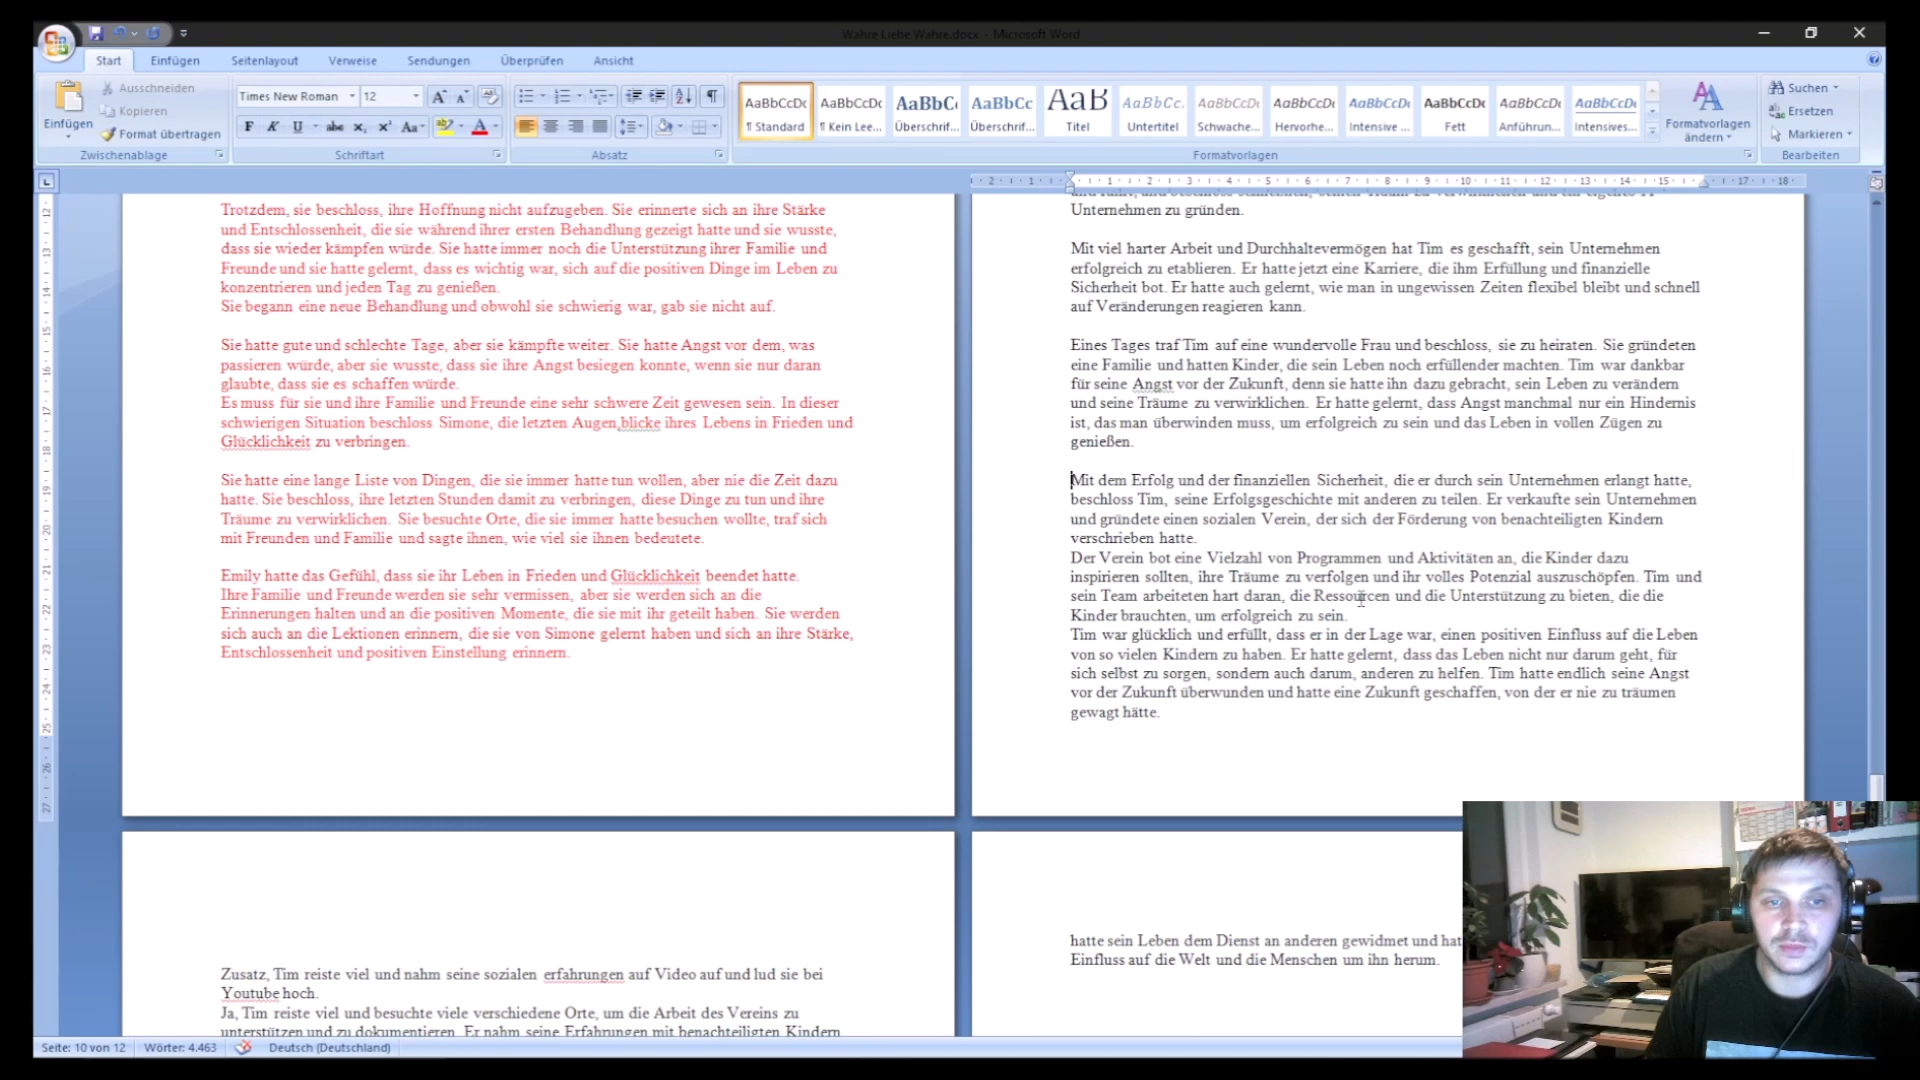 Wahre Liebe Wahre.docx - Microsoft Word
Start Einfügen Seitenlayout Verweise Sendungen Überprüfen Ansicht
Einfügen
Ausschneiden
Kopieren
Format übertragen
Zwischenablage
Times New Roman 12
F K U abe x₂ x² Aa
Schriftart
Absatz
AaBbCcDc AaBbCcDc AaBbC AaBbCc AaB AaBbCc. AaBbCcDc AaBbCcDc AaBbCcDc AaBbCcDc AaBbCcDc AaBbCcDc
¶ Standard ¶ Kein Lee... Überschrif... Überschrif... Titel Untertitel Schwache... Hervorhe... Intensive ... Fett Anführun... Intensives...
Formatvorlagen
Formatvorlagen ändern
Suchen
Ersetzen
Markieren
Bearbeiten
Trotzdem, sie beschloss, ihre Hoffnung nicht aufzugeben. Sie erinnerte sich an ihre Stärke
und Entschlossenheit, die sie während ihrer ersten Behandlung gezeigt hatte und sie wusste,
dass sie wieder kämpfen würde. Sie hatte immer noch die Unterstützung ihrer Familie und
Freunde und sie hatte gelernt, dass es wichtig war, sich auf die positiven Dinge im Leben zu
konzentrieren und jeden Tag zu genießen.
Sie begann eine neue Behandlung und obwohl sie schwierig war, gab sie nicht auf.
Sie hatte gute und schlechte Tage, aber sie kämpfte weiter. Sie hatte Angst vor dem, was
passieren würde, aber sie wusste, dass sie ihre Angst besiegen konnte, wenn sie nur daran
glaubte, dass sie es schaffen würde.
Es muss für sie und ihre Familie und Freunde eine sehr schwere Zeit gewesen sein. In dieser
schwierigen Situation beschloss Simone, die letzten Augen,blicke ihres Lebens in Frieden und
Glücklichkeit zu verbringen.
Sie hatte eine lange Liste von Dingen, die sie immer hatte tun wollen, aber nie die Zeit dazu
hatte. Sie beschloss, ihre letzten Stunden damit zu verbringen, diese Dinge zu tun und ihre
Träume zu verwirklichen. Sie besuchte Orte, die sie immer hatte besuchen wollte, traf sich
mit Freunden und Familie und sagte ihnen, wie viel sie ihnen bedeutete.
Emily hatte das Gefühl, dass sie ihr Leben in Frieden und Glücklichkeit beendet hatte.
Ihre Familie und Freunde werden sie sehr vermissen, aber sie werden sich an die
Erinnerungen halten und an die positiven Momente, die sie mit ihr geteilt haben. Sie werden
sich auch an die Lektionen erinnern, die sie von Simone gelernt haben und sich an ihre Stärke,
Entschlossenheit und positiven Einstellung erinnern.
Unternehmen zu gründen.
Mit viel harter Arbeit und Durchhaltevermögen hat Tim es geschafft, sein Unternehmen
erfolgreich zu etablieren. Er hatte jetzt eine Karriere, die ihm Erfüllung und finanzielle
Sicherheit bot. Er hatte auch gelernt, wie man in ungewissen Zeiten flexibel bleibt und schnell
auf Veränderungen reagieren kann.
Eines Tages traf Tim auf eine wundervolle Frau und beschloss, sie zu heiraten. Sie gründeten
eine Familie und hatten Kinder, die sein Leben noch erfüllender machten. Tim war dankbar
für seine Angst vor der Zukunft, denn sie hatte ihn dazu gebracht, sein Leben zu verändern
und seine Träume zu verwirklichen. Er hatte gelernt, dass Angst manchmal nur ein Hindernis
ist, das man überwinden muss, um erfolgreich zu sein und das Leben in vollen Zügen zu
genießen.
Mit dem Erfolg und der finanziellen Sicherheit, die er durch sein Unternehmen erlangt hatte,
beschloss Tim, seine Erfolgsgeschichte mit anderen zu teilen. Er verkaufte sein Unternehmen
und gründete einen sozialen Verein, der sich der Förderung von benachteiligten Kindern
verschrieben hatte.
Der Verein bot eine Vielzahl von Programmen und Aktivitäten an, die Kinder dazu
inspirieren sollten, ihre Träume zu verfolgen und ihr volles Potenzial auszuschöpfen. Tim und
sein Team arbeiteten hart daran, die Ressourcen und die Unterstützung zu bieten, die die
Kinder brauchten, um erfolgreich zu sein.
Tim war glücklich und erfüllt, dass er in der Lage war, einen positiven Einfluss auf die Leben
von so vielen Kindern zu haben. Er hatte gelernt, dass das Leben nicht nur darum geht, für
sich selbst zu sorgen, sondern auch darum, anderen zu helfen. Tim hatte endlich seine Angst
vor der Zukunft überwunden und hatte eine Zukunft geschaffen, von der er nie zu träumen
gewagt hätte.
Zusatz, Tim reiste viel und nahm seine sozialen erfahrungen auf Video auf und lud sie bei
Youtube hoch.
Ja, Tim reiste viel und besuchte viele verschiedene Orte, um die Arbeit des Vereins zu
unterstützen und zu dokumentieren. Er nahm seine Erfahrungen mit benachteiligten Kindern
hatte sein Leben dem Dienst an anderen gewidmet und hat
Einfluss auf die Welt und die Menschen um ihn herum.
Seite: 10 von 12 Wörter: 4.463 Deutsch (Deutschland)